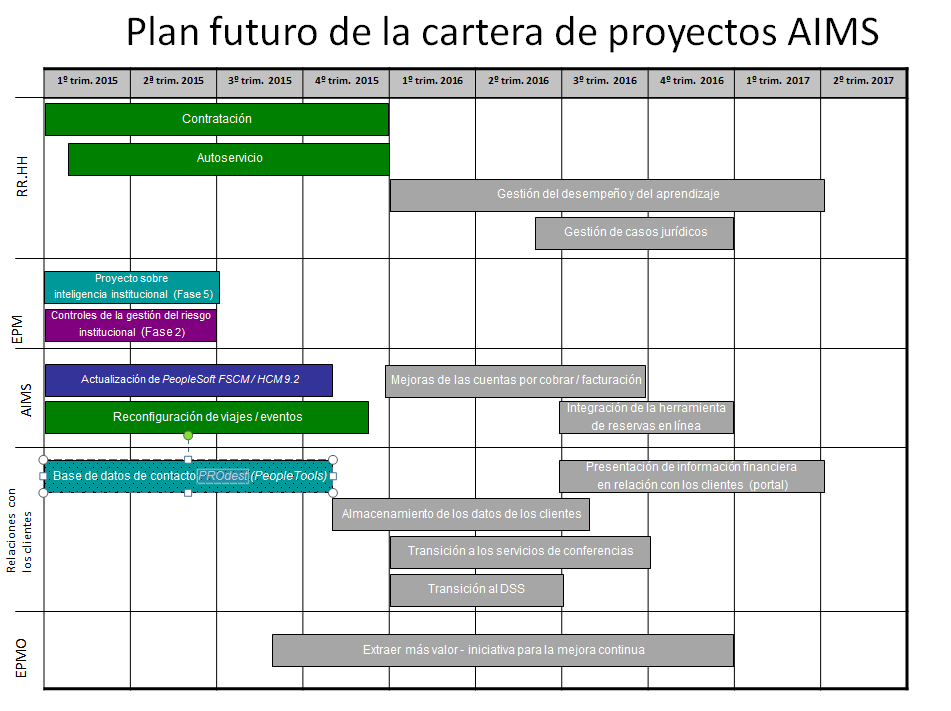 Plan futuro de la cartera de proyectos AIMS
1º trim. 2015
2ª trim. 2015
3º trim. 2015
4º trim. 2015
1º trim. 2016
2º trim. 2016
3º trim. 2016
4º trim. 2016
1º trim. 2017
2º trim. 2017
RR.HH
Contratación
Autoservicio
Gestión del desempeño y del aprendizaje
Gestión de casos jurídicos
EPM
Proyecto sobre
inteligencia institucional (Fase 5)
Controles de la gestión del riesgo
institucional (Fase 2)
AIMS
Actualización de PeopleSoft FSCM / HCM 9.2
Mejoras de las cuentas por cobrar / facturación
Reconfiguración de viajes / eventos
Integración de la herramienta
de reservas en línea
Relaciones con
los clientes
Base de datos de contacto PROdest (PeopleTools)
Presentación de información financiera
en relación con los clientes (portal)
Almacenamiento de los datos de los clientes
Transición a los servicios de conferencias
Transición al DSS
EPMO
Extraer más valor - iniciativa para la mejora continua